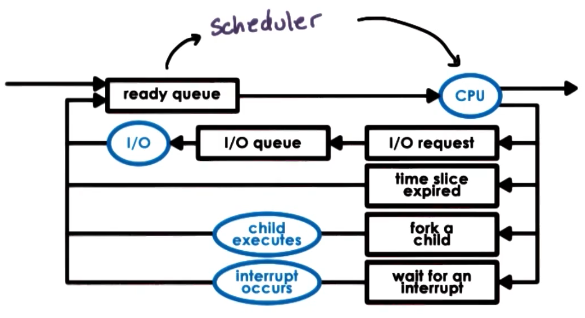 scheduler
ready queue
CPU
I/O
I/O queue
I/O request
time slice
expired
child
executes
fork a
child
interrupt
occurs
wait for an
interrupt